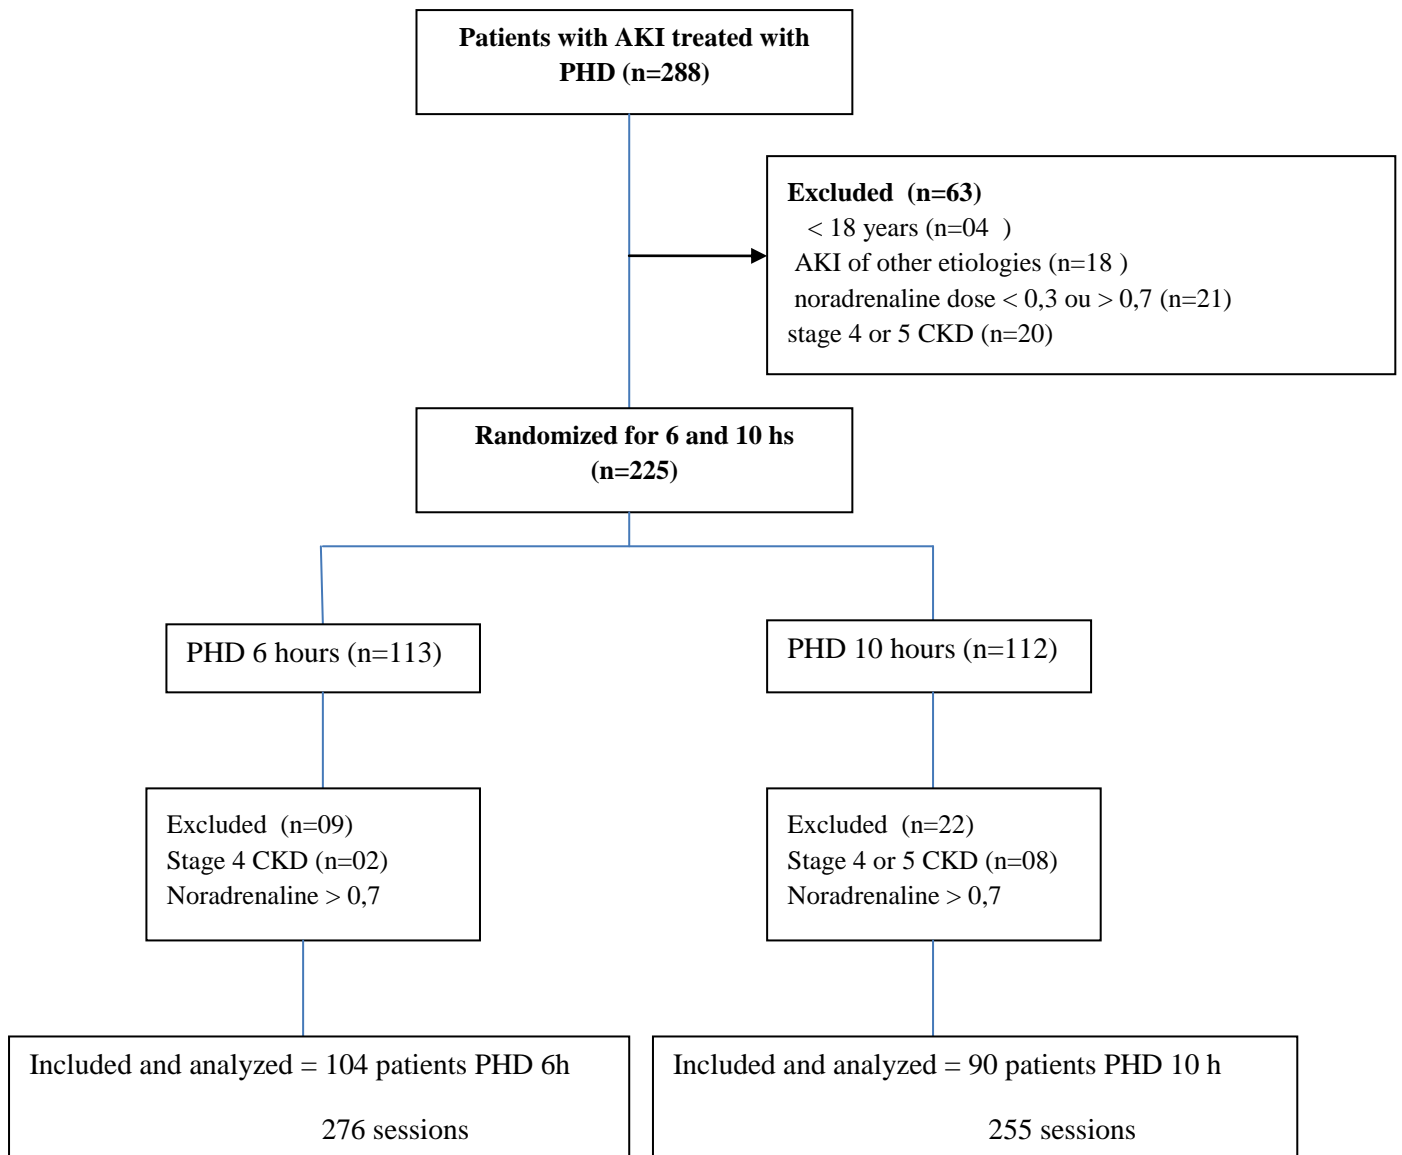 Patients with AKI treated with
PHD (n=288)
Excluded  (n=63)
< 18 years (n=04  )
AKI of other etiologies (n=18 )
noradrenaline dose < 0,3 ou > 0,7 (n=21)
stage 4 or 5 CKD (n=20)
Randomized for 6 and 10 hs
(n=225)
PHD 6 hours (n=113)
PHD 10 hours (n=112)
Excluded  (n=09)
Stage 4 CKD (n=02)
Noradrenaline > 0,7
Excluded  (n=22)
Stage 4 or 5 CKD (n=08)
Noradrenaline > 0,7
Included and analyzed = 104 patients PHD 6h
276 sessions
Included and analyzed = 90 patients PHD 10 h
255 sessions